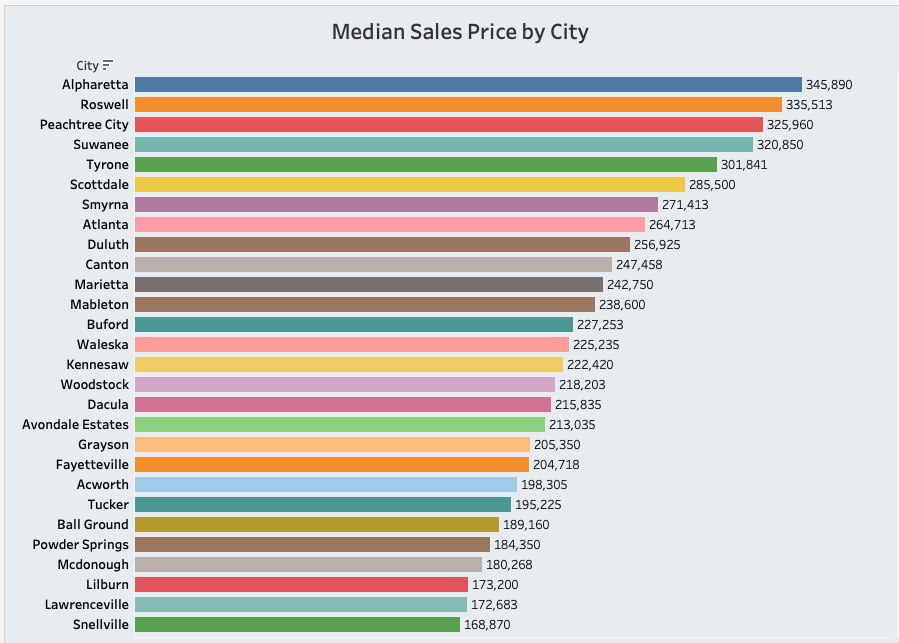 Median Sales Price by City
City
Alpharetta 345,890
Roswell 335,513
Peachtree City 325,960
Suwanee 320,850
Tyrone 301,841
Scottdale 285,500
Smyrna 271,413
Atlanta 264,713
Duluth 256,925
Canton 247,458
Marietta 242,750
Mableton 238,600
Buford 227,253
Waleska 225,235
Kennesaw 222,420
Woodstock 218,203
Dacula 215,835
Avondale Estates 213,035
Grayson 205,350
Fayetteville 204,718
Acworth 198,305
Tucker 195,225
Ball Ground 189,160
Powder Springs 184,350
Mcdonough 180,268
Lilburn 173,200
Lawrenceville 172,683
Snellville 168,870